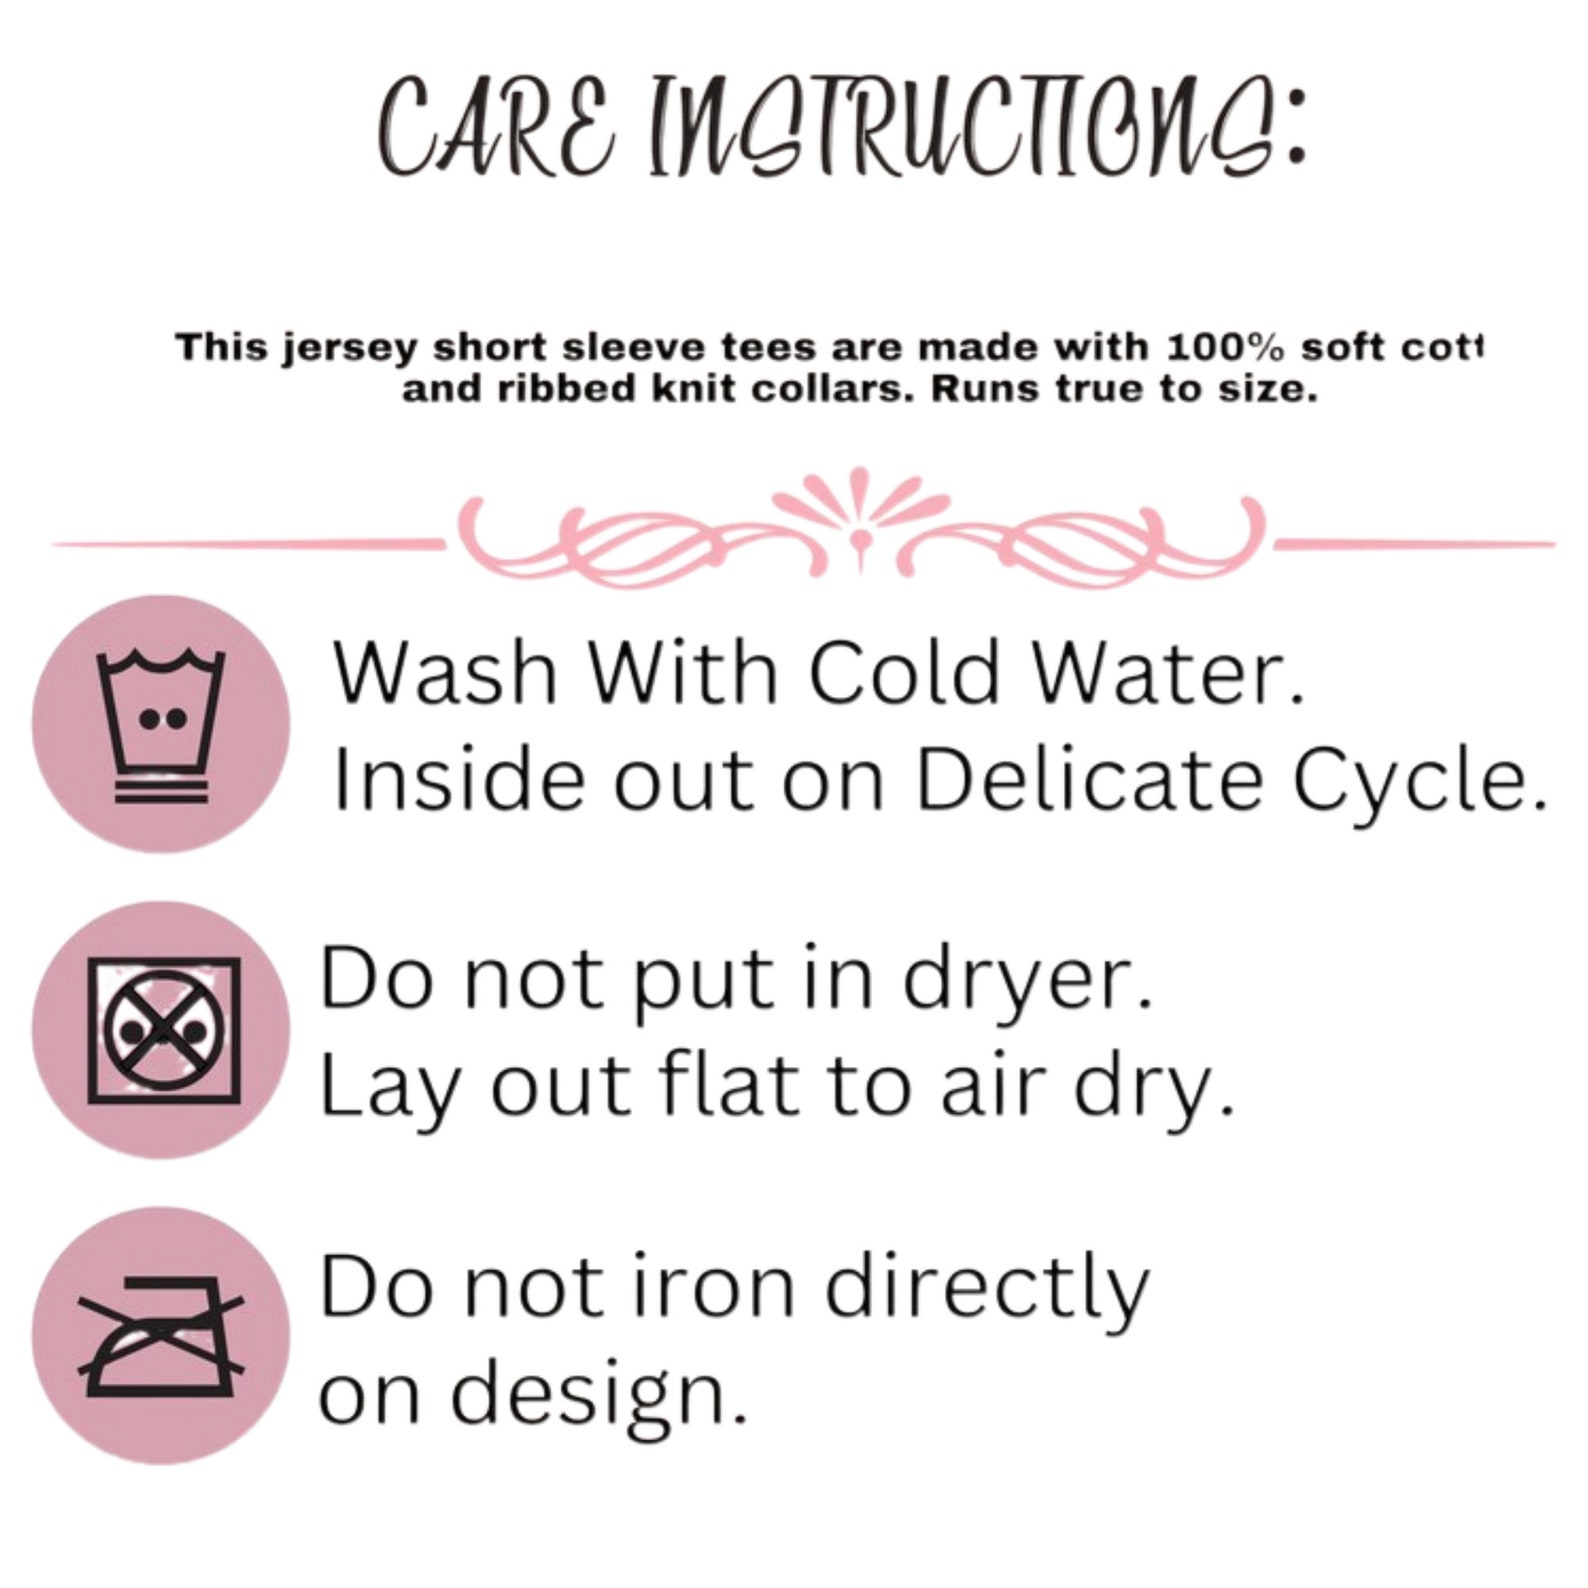 CARE INSTRUCTIONS:
This jersey short sleeve tees are made with 100% soft cott
and ribbed knit collars. Runs true to size.
Wash With Cold Water.
Inside out on Delicate Cycle.
Do not put in dryer.
Lay out flat to air dry.
Do not iron directly
on design.